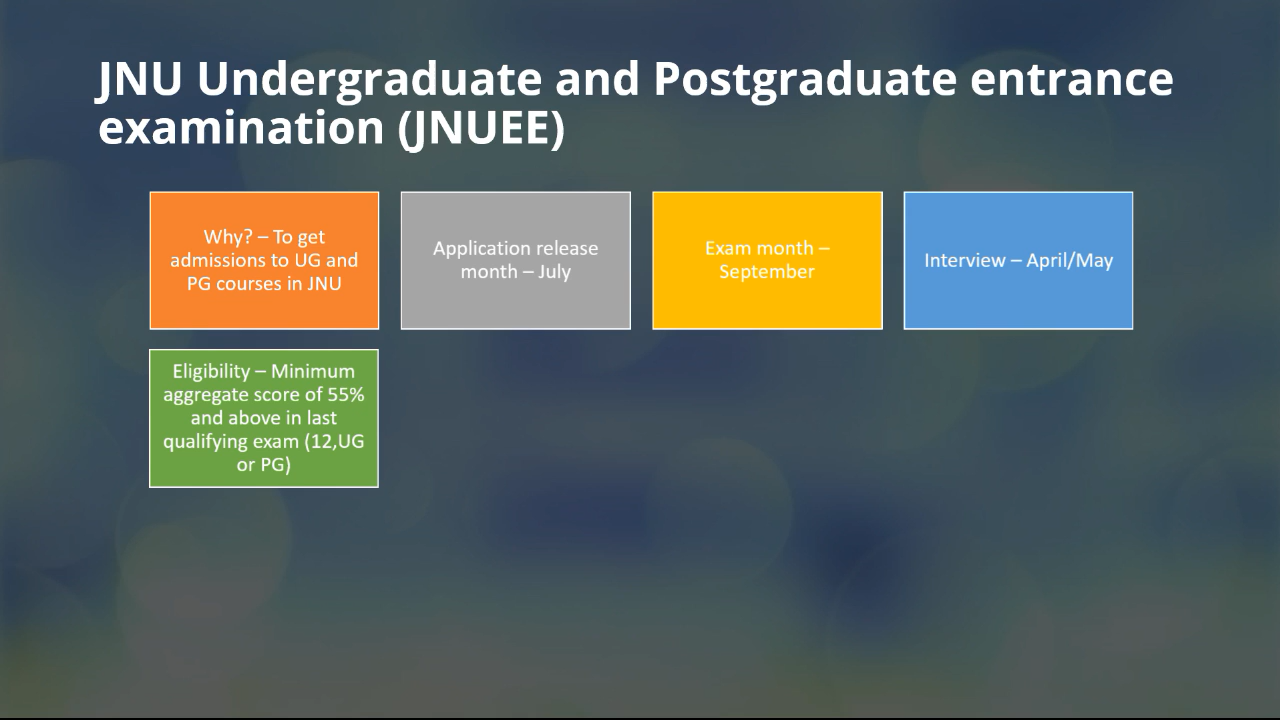 JNU Undergraduate and Postgraduate entrance
examination (JNUEE)
Why? – To get
admissions to UG and
PG courses in JNU
Application release
month – July
Exam month –
September
Interview – April/May
Eligibility – Minimum
aggregate score of 55%
and above in last
qualifying exam (12,UG
or PG)